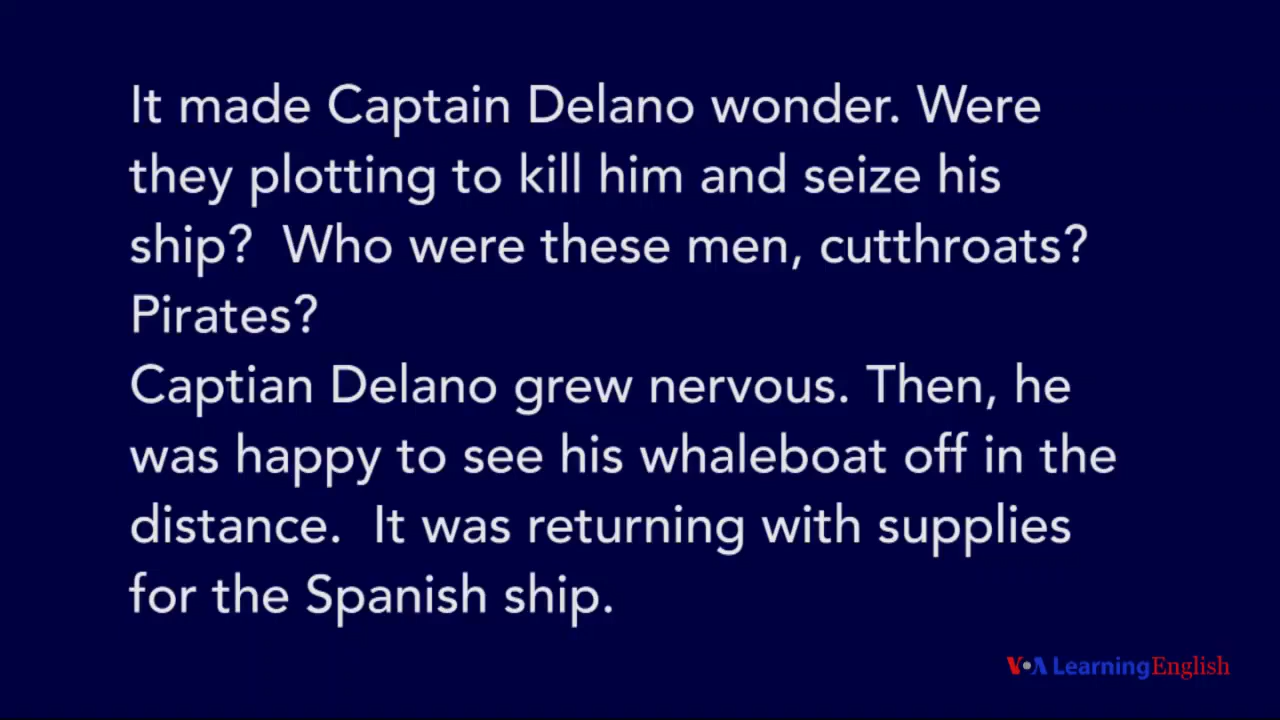 It made Captain Delano wonder. Were
they plotting to kill him and seize his
ship?  Who were these men, cutthroats?
Pirates?
Captian Delano grew nervous. Then, he
was happy to see his whaleboat off in the
distance.  It was returning with supplies
for the Spanish ship.
VOA LearningEnglish